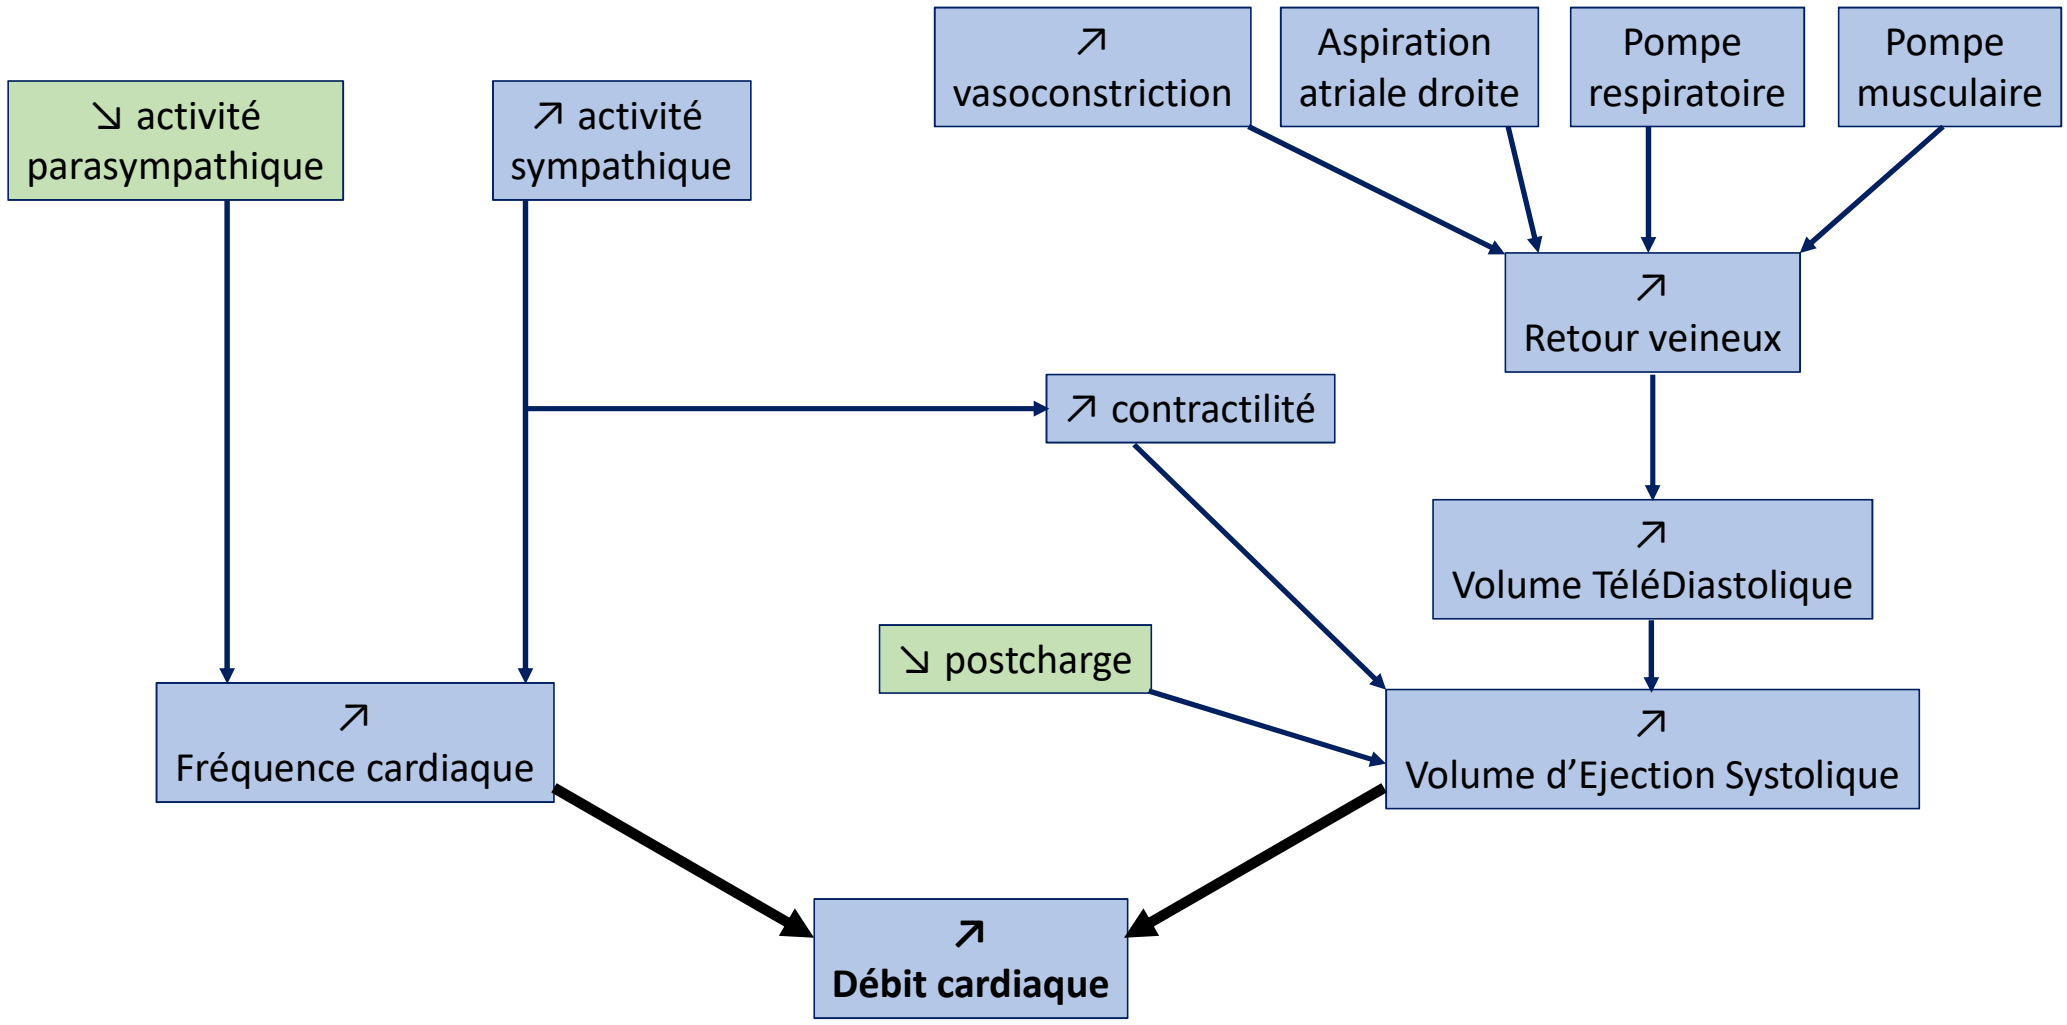 ↘ activité
parasympathique
↗ activité
sympathique
↗
vasoconstriction
Aspiration
atriale droite
Pompe
respiratoire
Pompe
musculaire
↗
Retour veineux
↗ contractilité
↗
Volume TéléDiastolique
↘ postcharge
↗
Fréquence cardiaque
↗
Volume d’Ejection Systolique
↗
Débit cardiaque